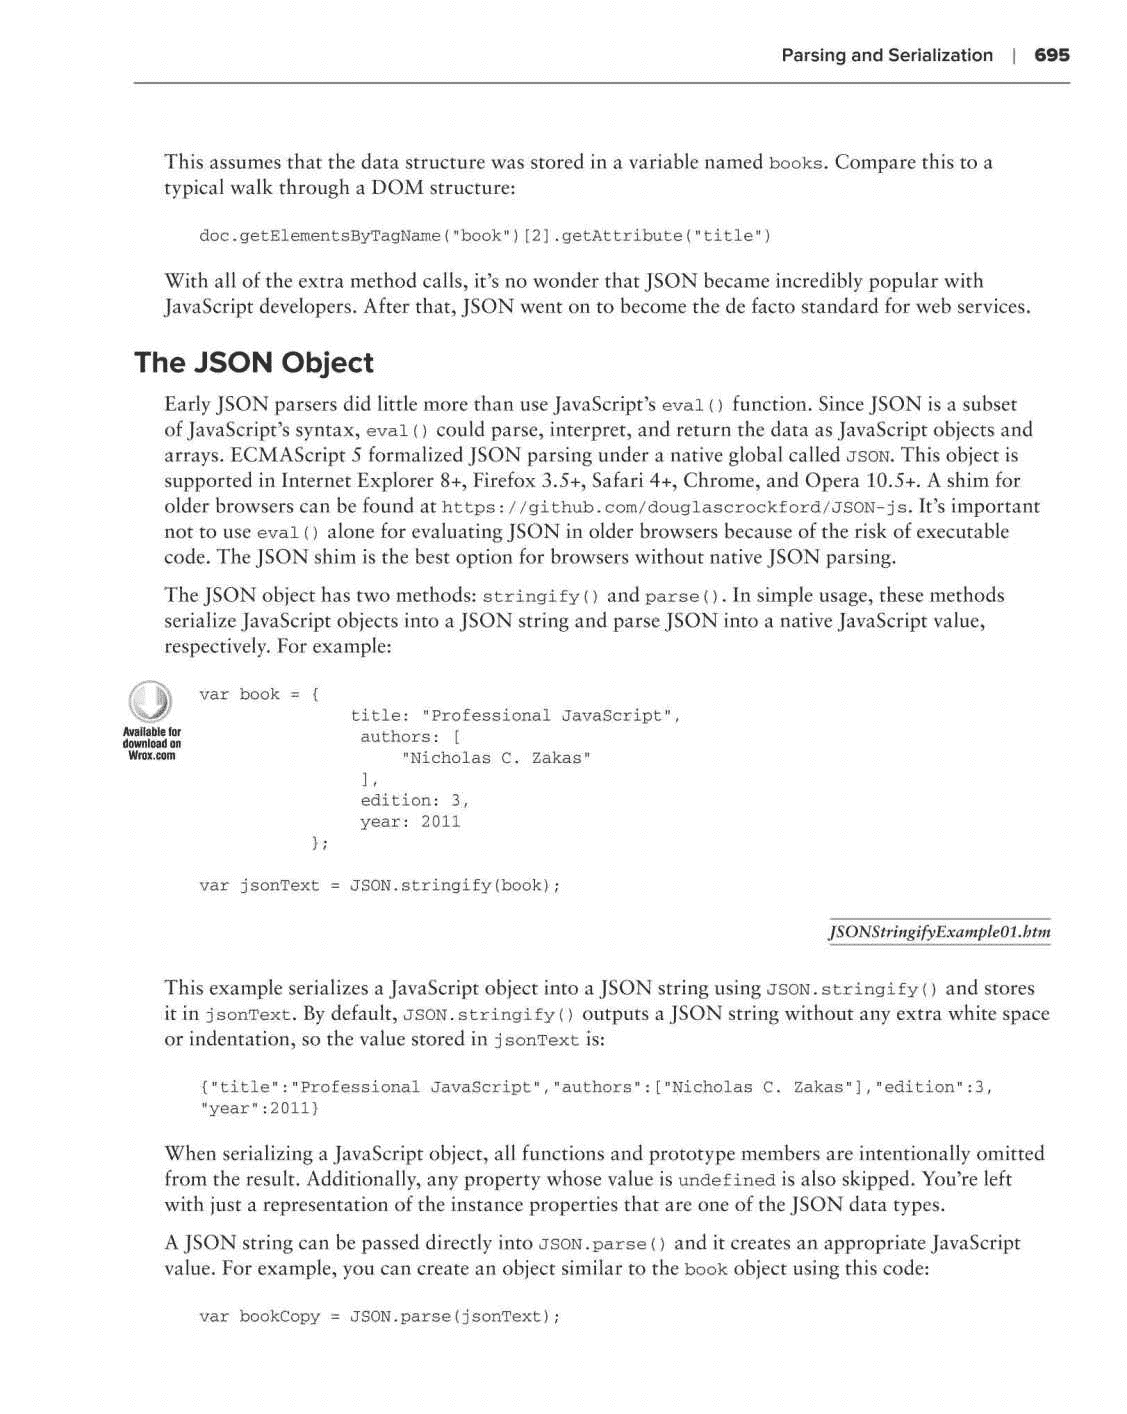 Parsing and Serialization | 695
This assumes that the data structure was stored in a variable named books. Compare this to a
typical walk through a DOM structure:
doc.getElementsByTagName("book")[2].getAttribute("title")
With all of the extra method calls, it’s no wonder that JSON became incredibly popular with
JavaScript developers. After that, JSON went on to become the de facto standard for web services.
The JSON Object
Early JSON parsers did little more than use JavaScript’s eval() function. Since JSON is a subset
of JavaScript’s syntax, eval() could parse, interpret, and return the data as JavaScript objects and
arrays. ECMAScript 5 formalized JSON parsing under a native global called JSON. This object is
supported in Internet Explorer 8+, Firefox 3.5+, Safari 4+, Chrome, and Opera 10.5+. A shim for
older browsers can be found at https://github.com/douglascrockford/JSON-js. It’s important
not to use eval() alone for evaluating JSON in older browsers because of the risk of executable
code. The JSON shim is the best option for browsers without native JSON parsing.
The JSON object has two methods: stringify() and parse(). In simple usage, these methods
serialize JavaScript objects into a JSON string and parse JSON into a native JavaScript value,
respectively. For example:
var book = {
title: "Professional JavaScript",
authors: [
"Nicholas C. Zakas"
],
edition: 3,
year: 2011
};
var jsonText = JSON.stringify(book);
Available for
download on
Wrox.com
JSONStringifyExample01.htm
This example serializes a JavaScript object into a JSON string using JSON.stringify() and stores
it in jsonText. By default, JSON.stringify() outputs a JSON string without any extra white space
or indentation, so the value stored in jsonText is:
{"title":"Professional JavaScript","authors":["Nicholas C. Zakas"],"edition":3,
"year":2011}
When serializing a JavaScript object, all functions and prototype members are intentionally omitted
from the result. Additionally, any property whose value is undefined is also skipped. You’re left
with just a representation of the instance properties that are one of the JSON data types.
A JSON string can be passed directly into JSON.parse() and it creates an appropriate JavaScript
value. For example, you can create an object similar to the book object using this code:
var bookCopy = JSON.parse(jsonText);